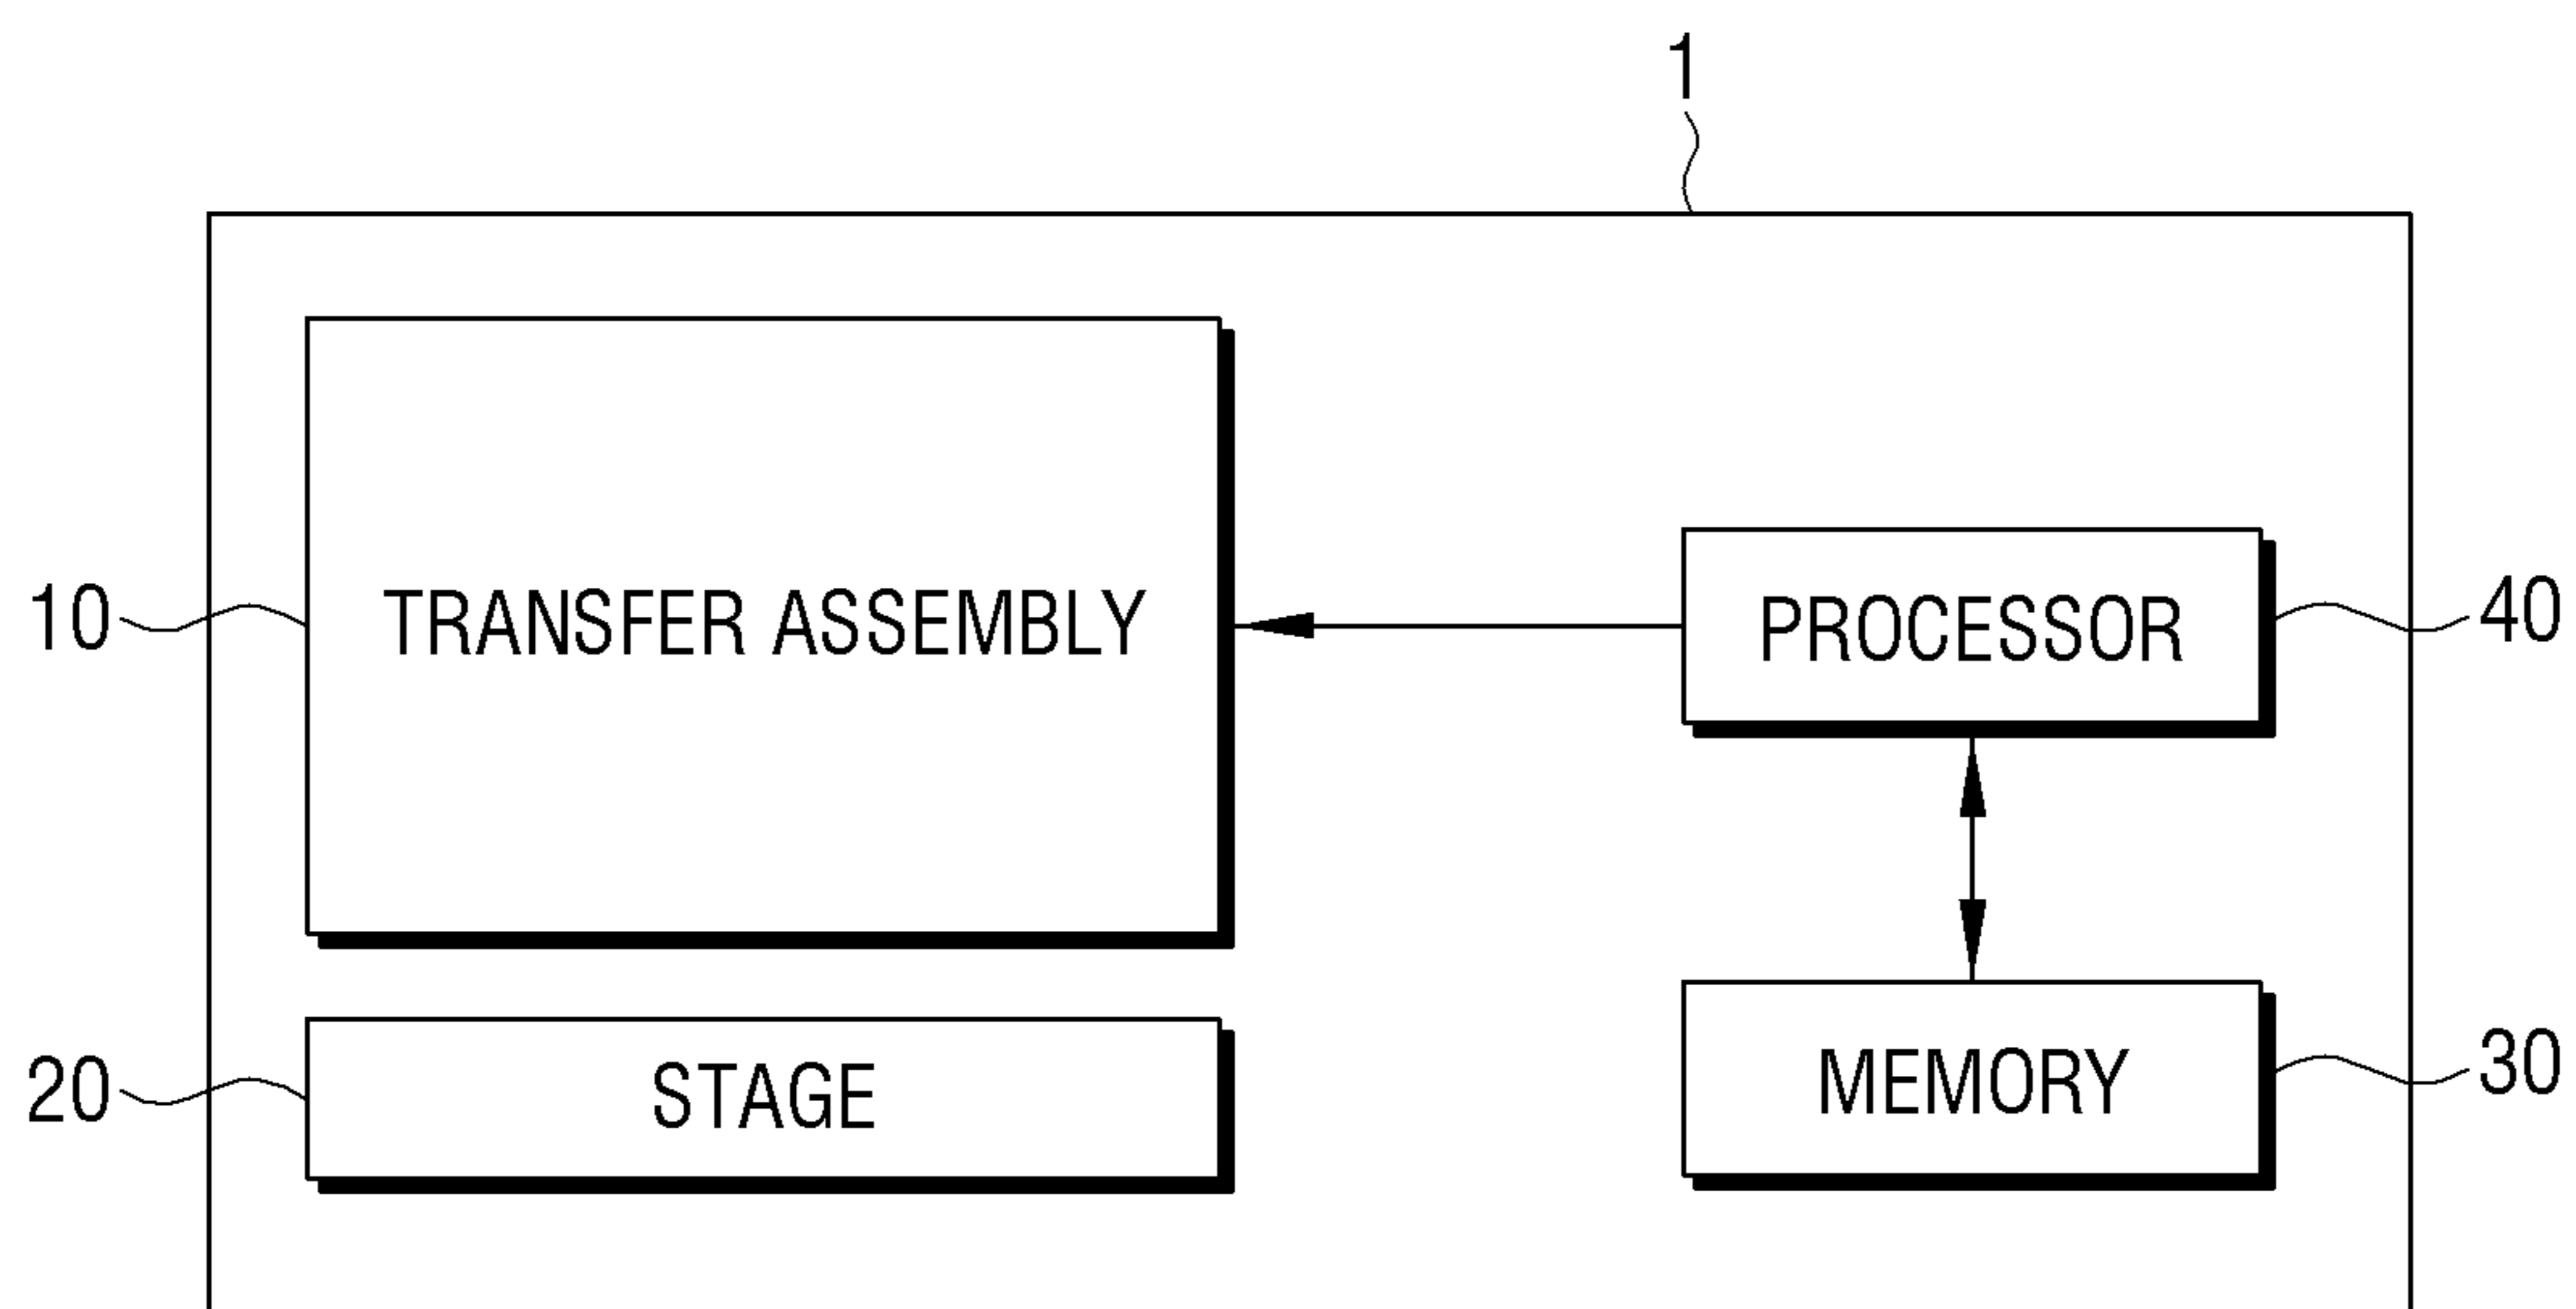 1
10
TRANSFER ASSEMBLY
PROCESSOR
40
20
STAGE
MEMORY
30